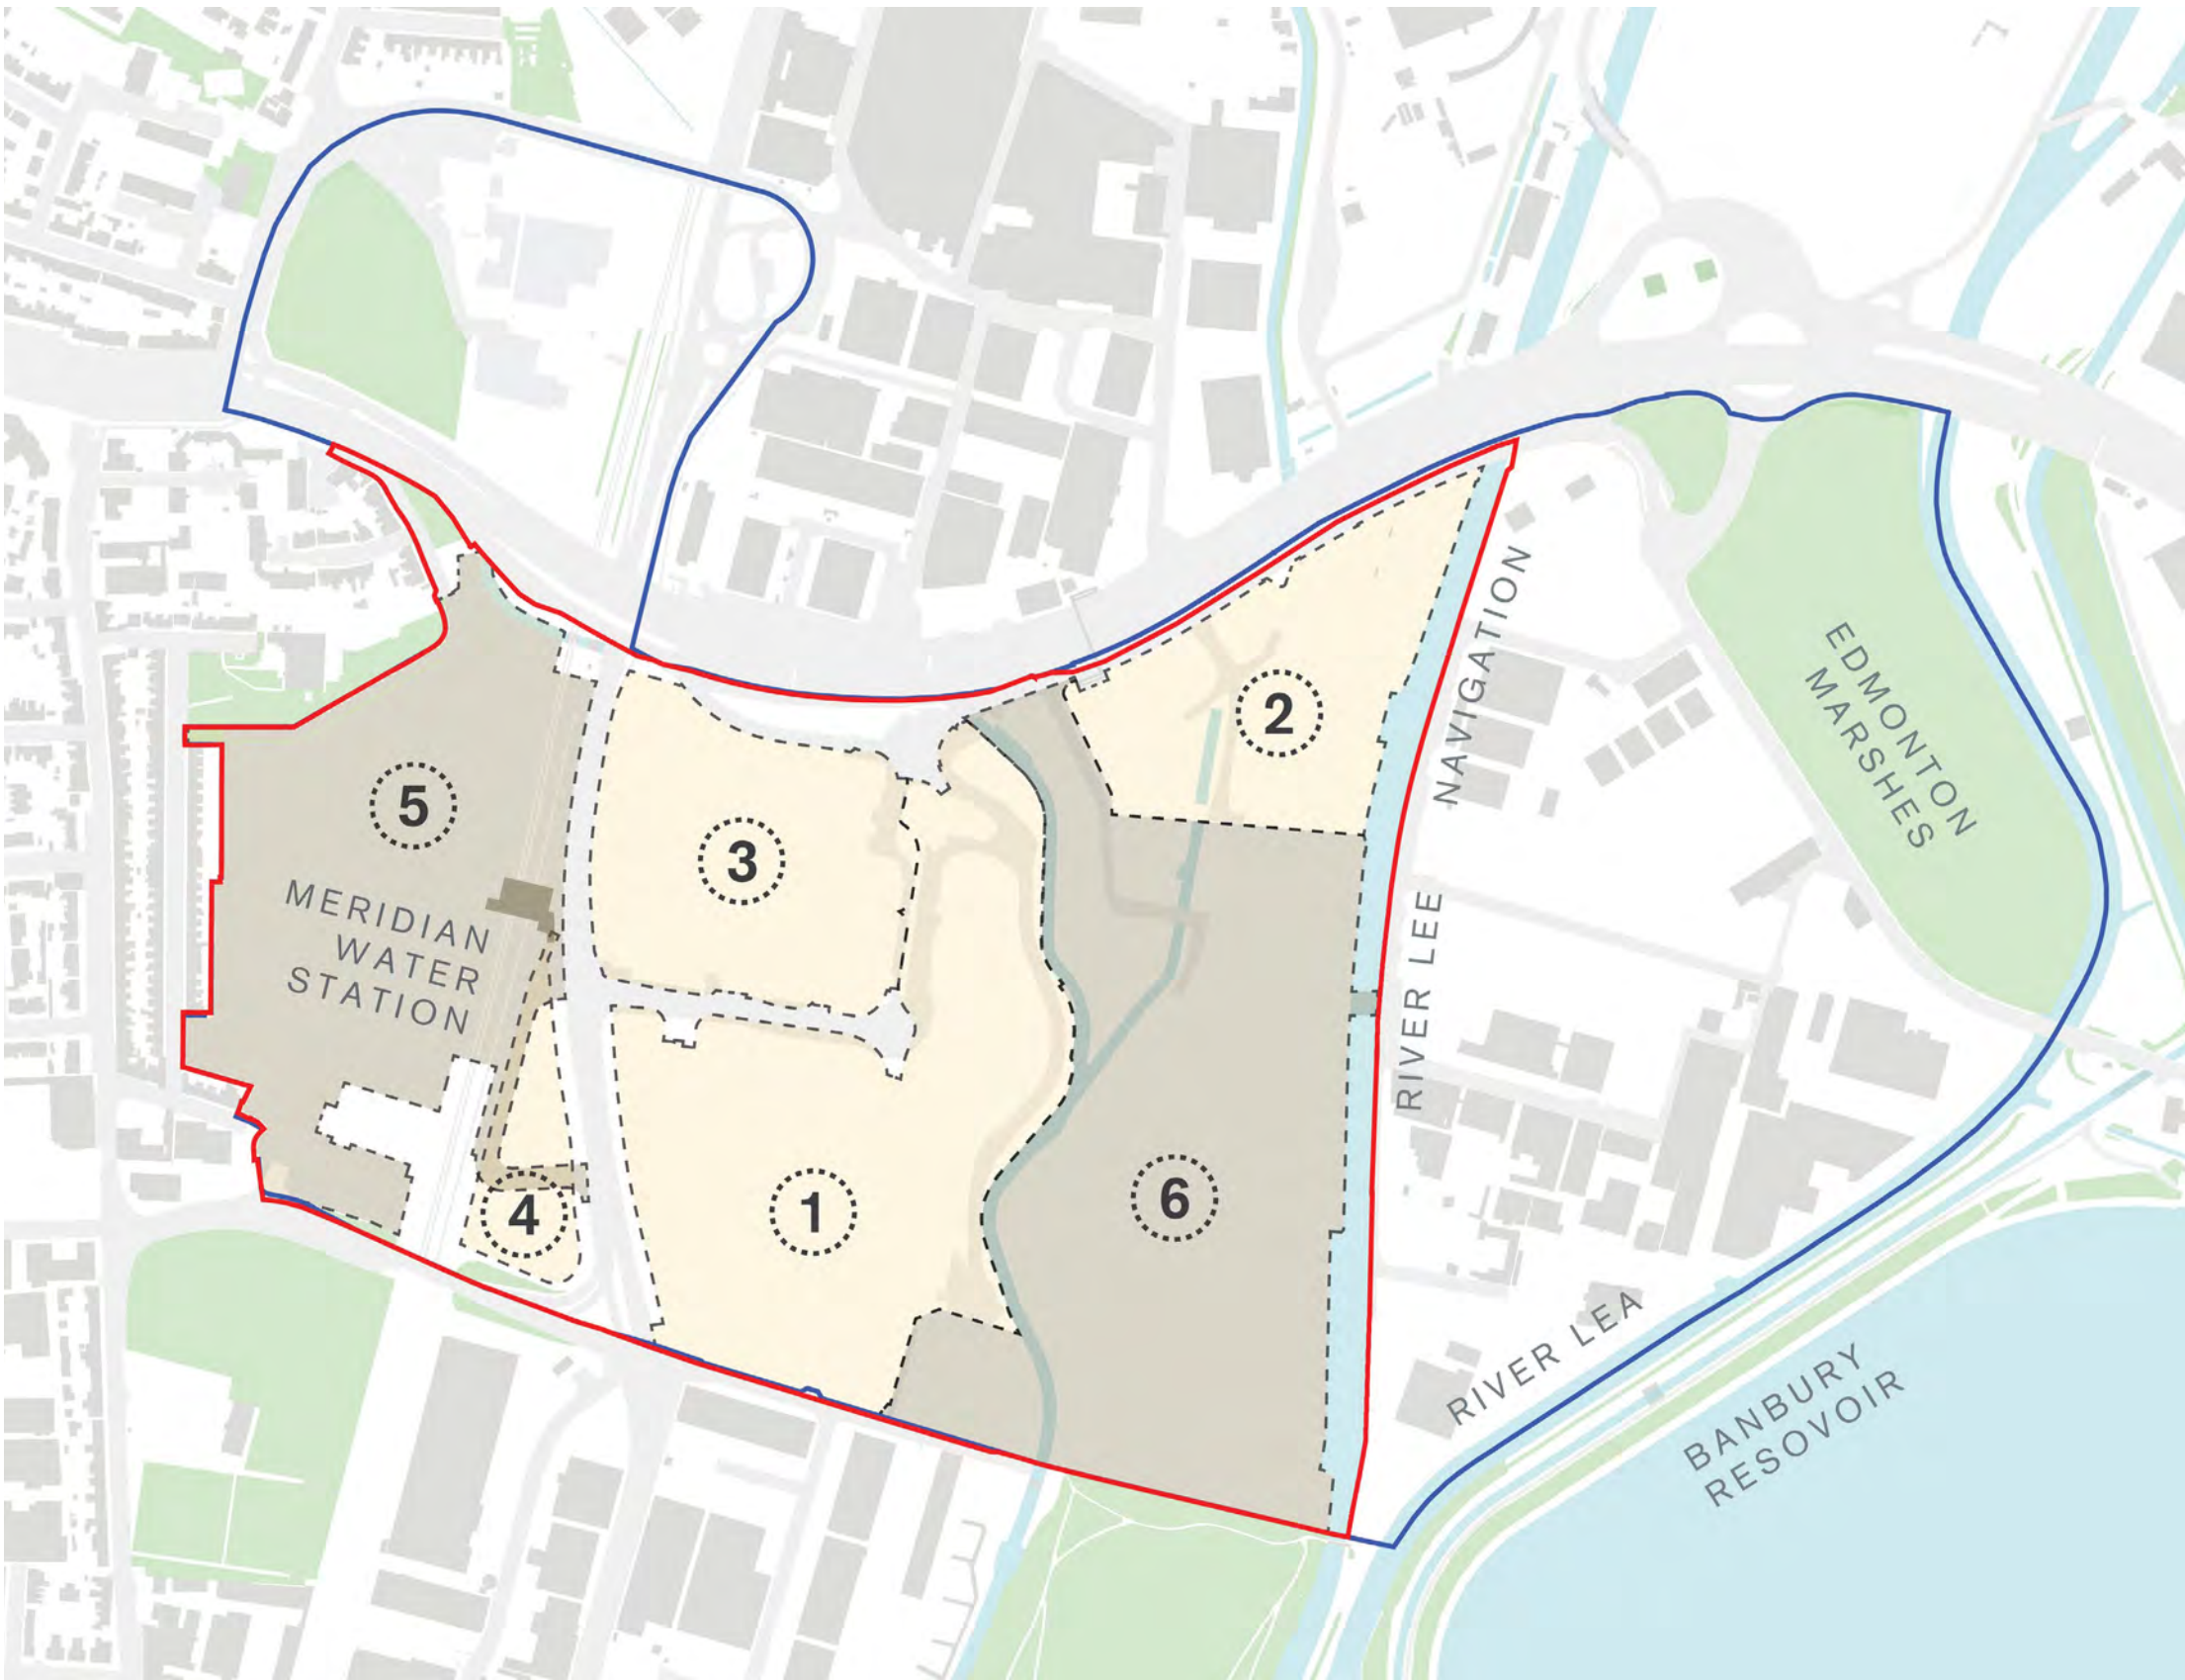 2
5
3
MERIDIAN
WATER
STATION
4
1
6
RIVER LEE NAVIGATION
EDMONTON
MARSHES
RIVER LEA
BANBURY
RESOVOIR